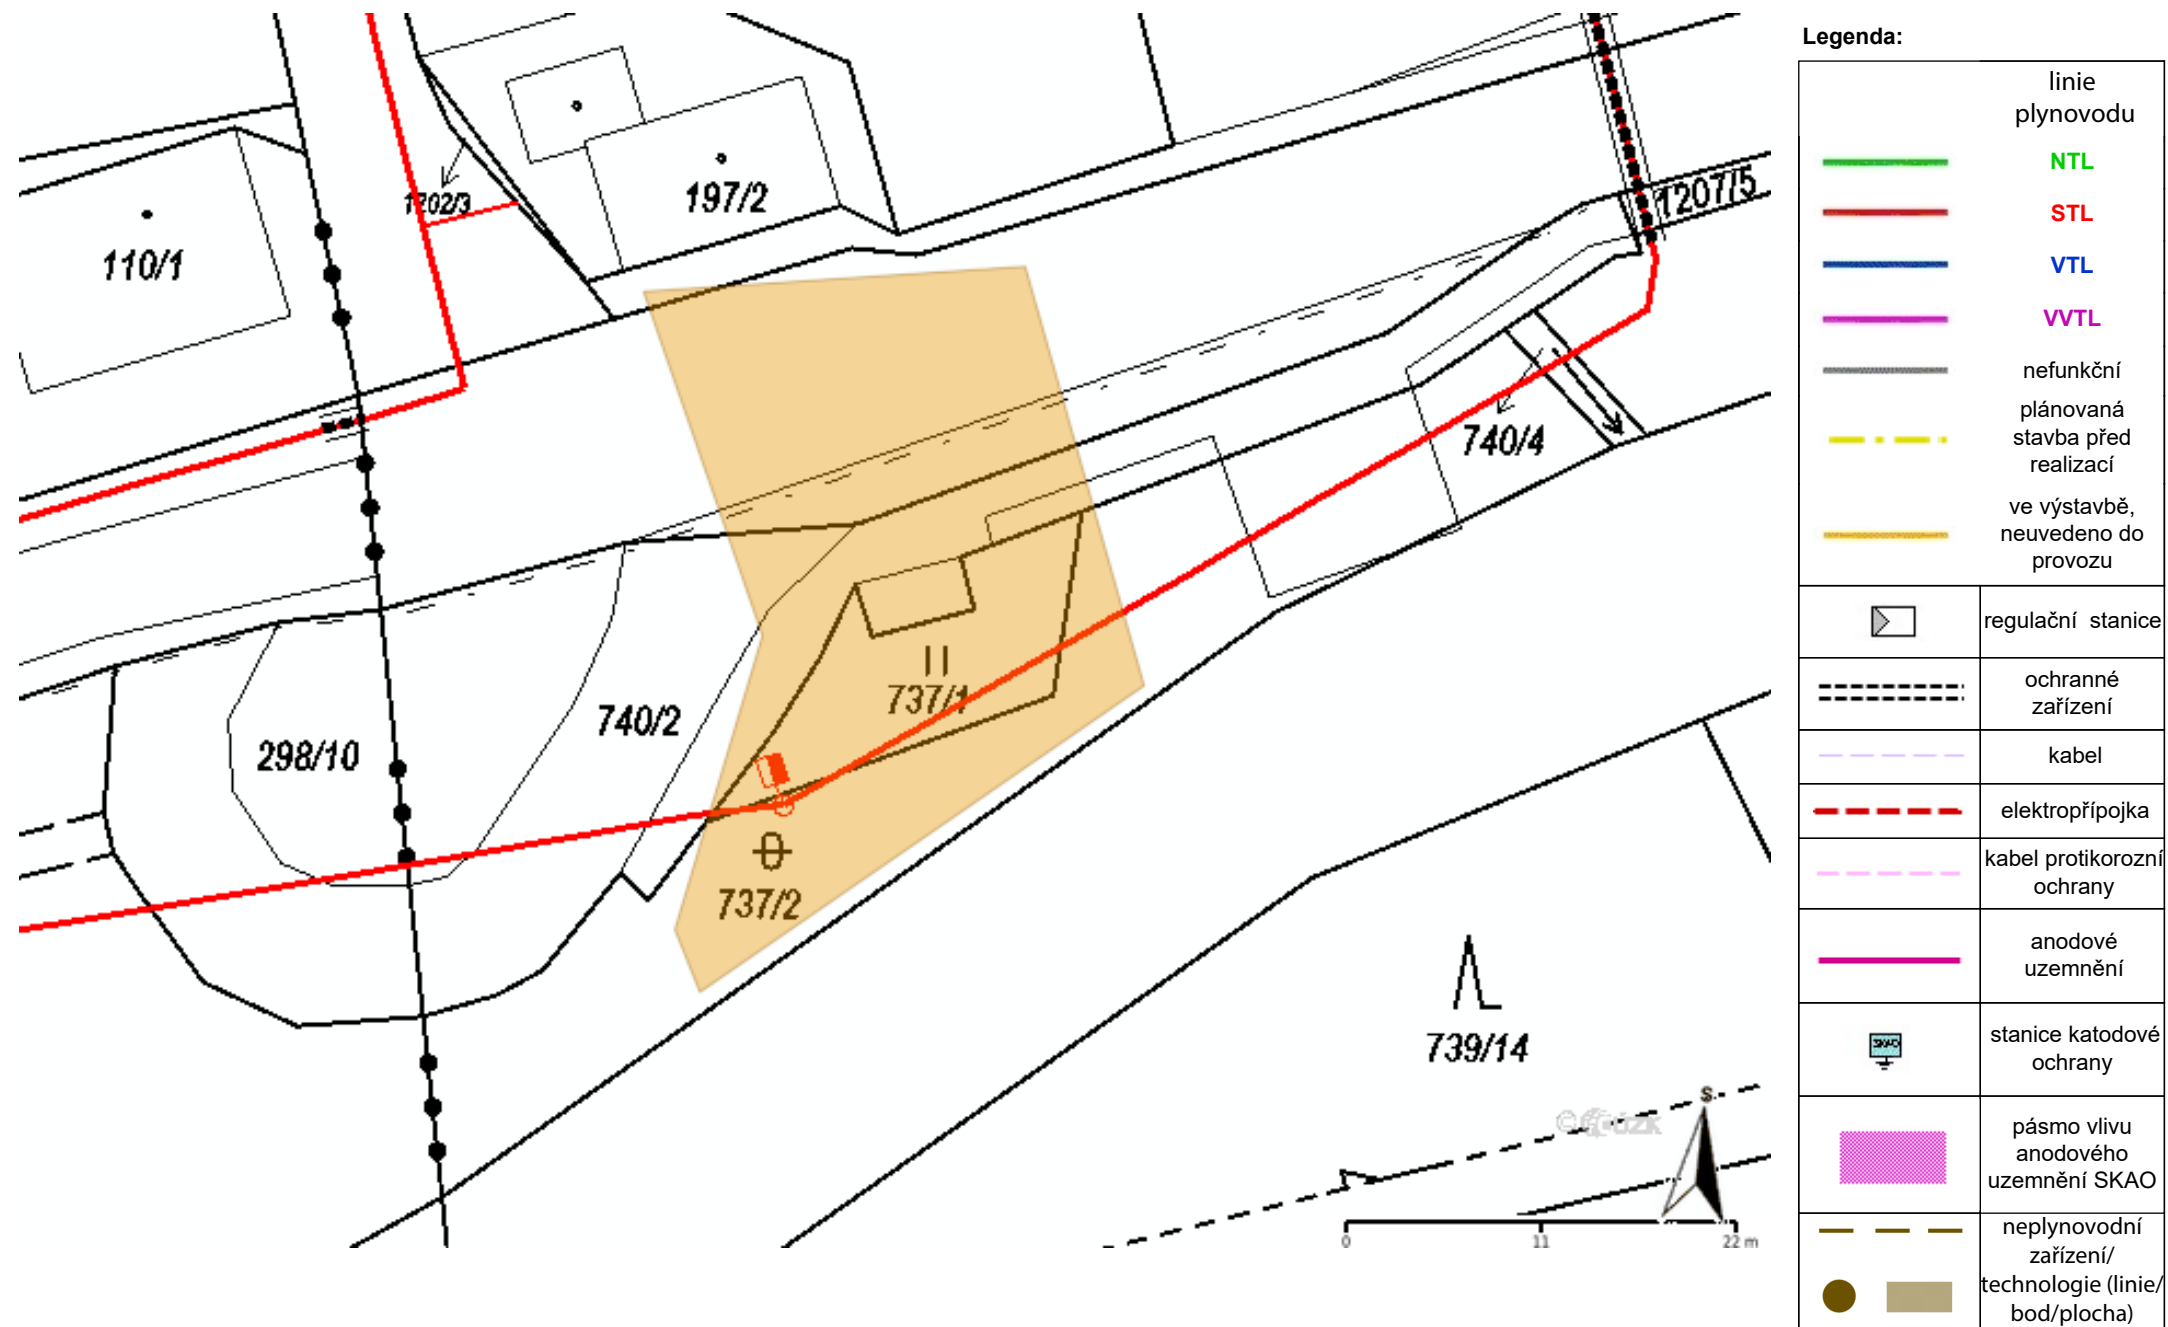 1202/3
197/2
110/1
1207/5
740/4
737/1
740/2
298/10
737/2
739/14
S
0
11
22 m
Legenda:
linie
plynovodu
NTL
STL
VTL
VVTL
nefunkční
plánovaná
stavba před
realizací
ve výstavbě,
neuvedeno do
provozu
regulační stanice
ochranné
zařízení
kabel
elektropřípojka
kabel protikorozní
ochrany
anodové
uzemnění
SKAO
stanice katodové
ochrany
pásmo vlivu
anodového
uzemnění SKAO
neplynovodní
zařízení/
technologie (linie/
bod/plocha)